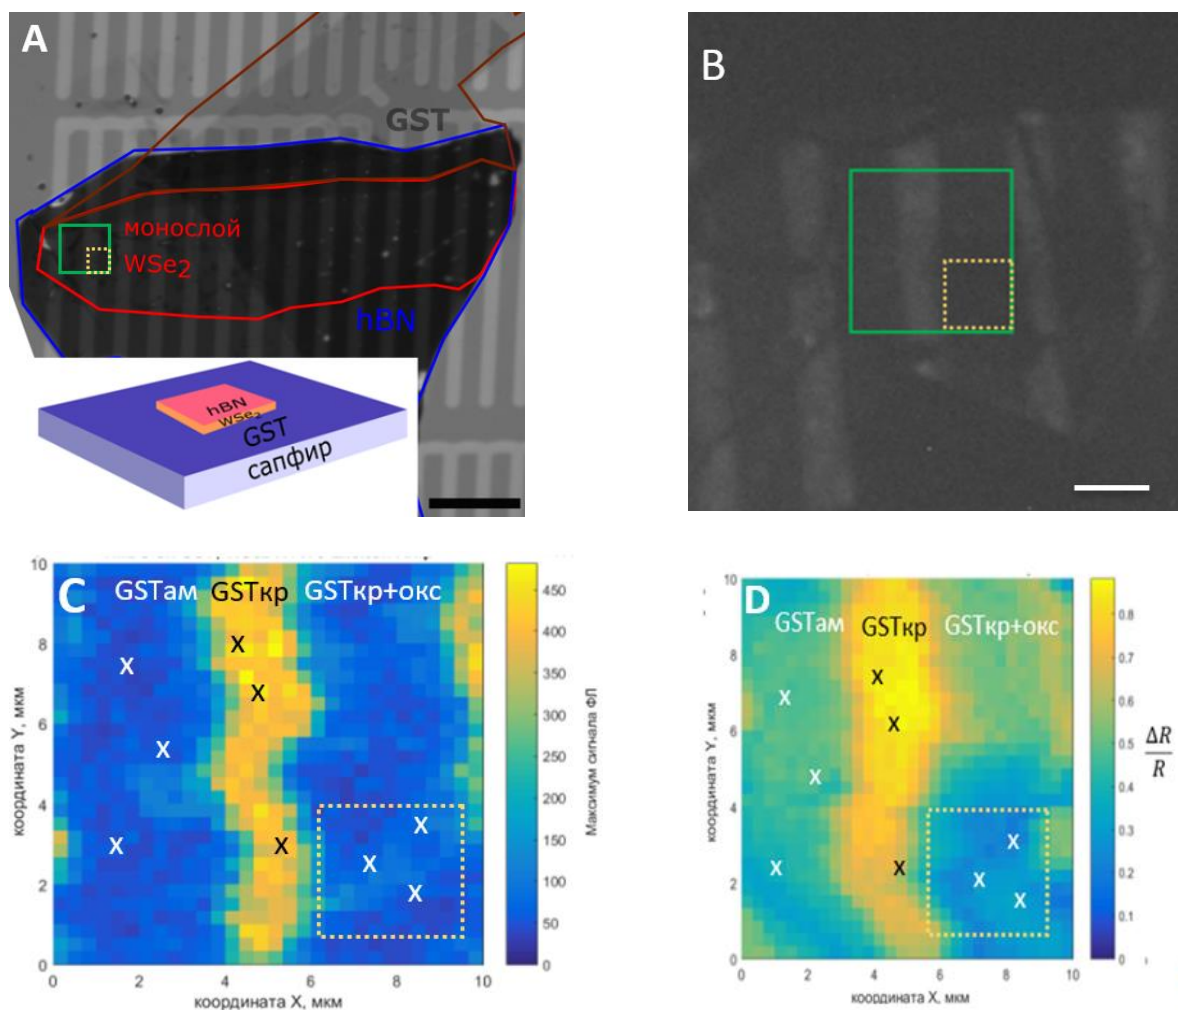 A
GST
монослой
WSe2
hBN
hBN
WSe2
GST
сапфир
B
C
GSTам
GSTкр
GSTкр+окс
X
X
X
X
X
X
X
X
X
10
8
6
4
2
0
0
2
4
6
8
10
координата Y, мкм
координата X, мкм
450
400
350
300
250
200
150
100
50
0
Максимум сигнала ФЛ
D
GSTам
GSTкр
GSTкр+окс
X
X
X
X
X
X
X
X
X
10
8
6
4
2
0
0
2
4
6
8
10
координата Y, мкм
координата X, мкм
0.8
0.7
0.6
0.5
0.4
0.3
0.2
0.1
0
ΔR
R